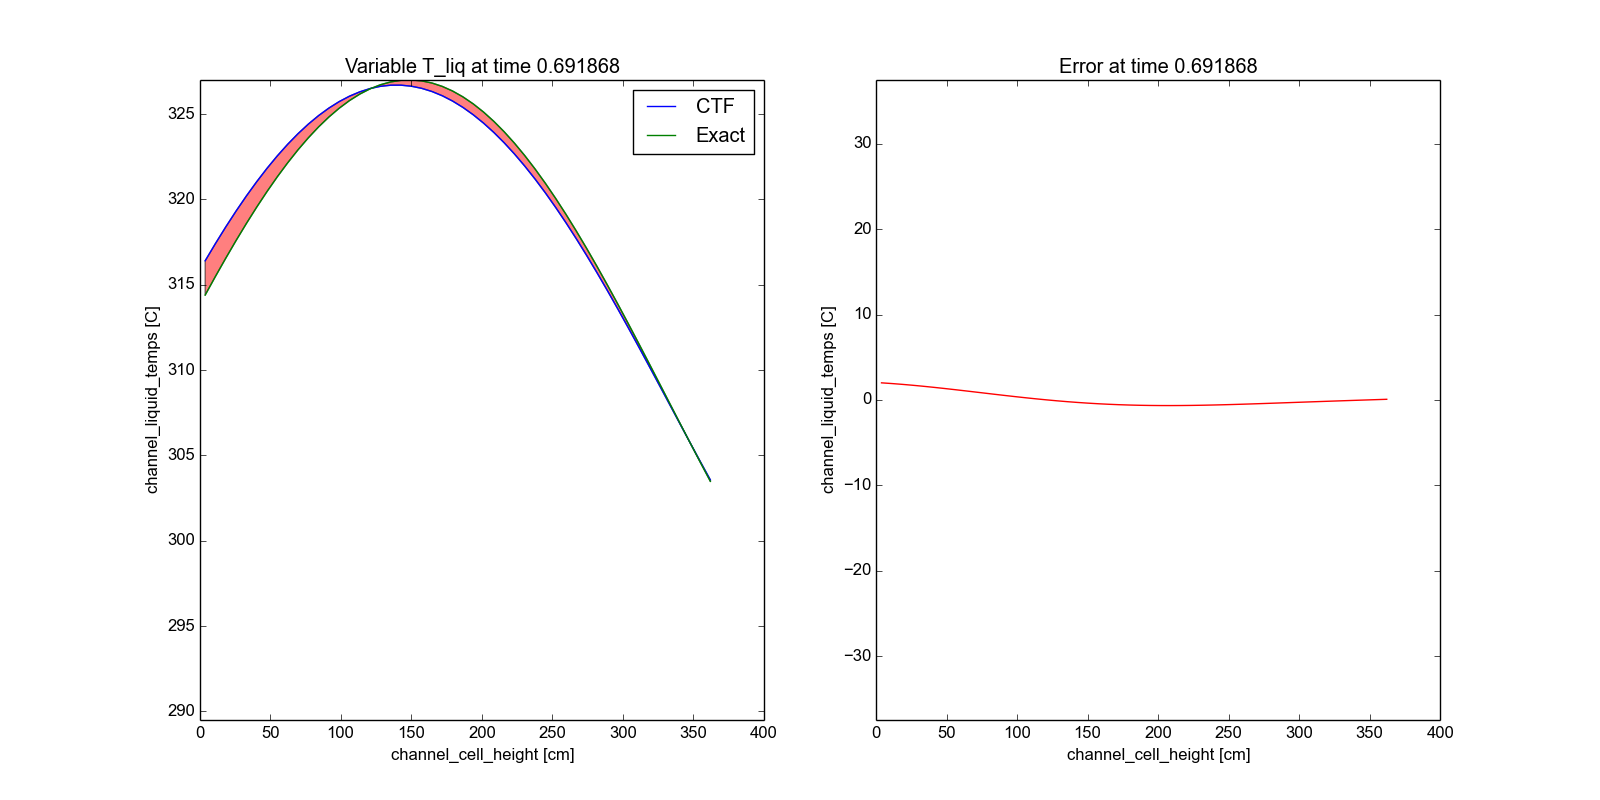 Variable T_liq at time 0.691868
CTF
Exact
325
320
315
310
305
300
295
290
channel_liquid_temps [C]
0 50 100 150 200 250 300 350 400
channel_cell_height [cm]
Error at time 0.691868
30
20
10
0
−10
−20
−30
channel_liquid_temps [C]
0 50 100 150 200 250 300 350 400
channel_cell_height [cm]